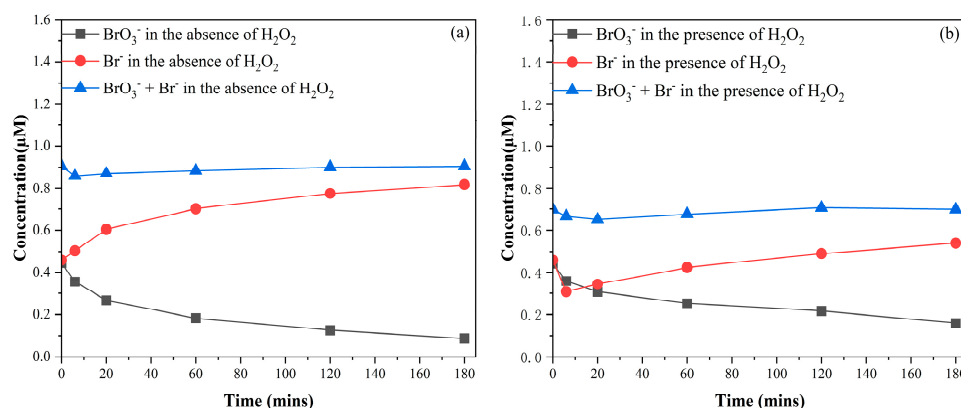 (a)
BrO₃⁻ in the absence of H₂O₂
Br⁻ in the absence of H₂O₂
BrO₃⁻ + Br⁻ in the absence of H₂O₂
Concentration(μM)
1.6
1.4
1.2
1.0
0.8
0.6
0.4
0.2
0.0
0 20 40 60 80 100 120 140 160 180
Time (mins)
(b)
BrO₃⁻ in the presence of H₂O₂
Br⁻ in the presence of H₂O₂
BrO₃⁻ + Br⁻ in the presence of H₂O₂
Concentration(μM)
1.6
1.4
1.2
1.0
0.8
0.6
0.4
0.2
0.0
0 20 40 60 80 100 120 140 160 180
Time (mins)